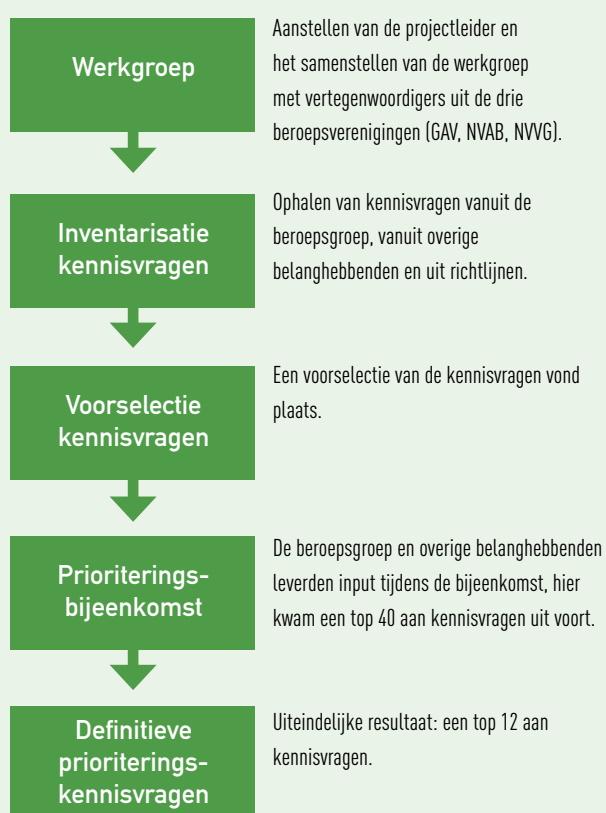 Werkgroep
Aanstellen van de projectleider en
het samenstellen van de werkgroep
met vertegenwoordigers uit de drie
beroepsverenigingen (GAV, NVAB, NVVG).
Inventarisatie
kennisvragen
Ophalen van kennisvragen vanuit de
beroepsgroep, vanuit overige
belanghebbenden en uit richtlijnen.
Voorselectie
kennisvragen
Een voorselectie van de kennisvragen vond
plaats.
Prioriterings-
bijeenkomst
De beroepsgroep en overige belanghebbenden
leverden input tijdens de bijeenkomst, hier
kwam een top 40 aan kennisvragen uit voort.
Definitieve
prioriterings-
kennisvragen
Uiteindelijke resultaat: een top 12 aan
kennisvragen.